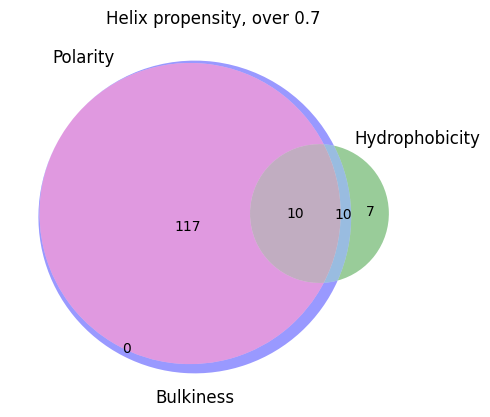 Helix propensity, over 0.7
Polarity
Hydrophobicity
117
10
10
7
0
Bulkiness